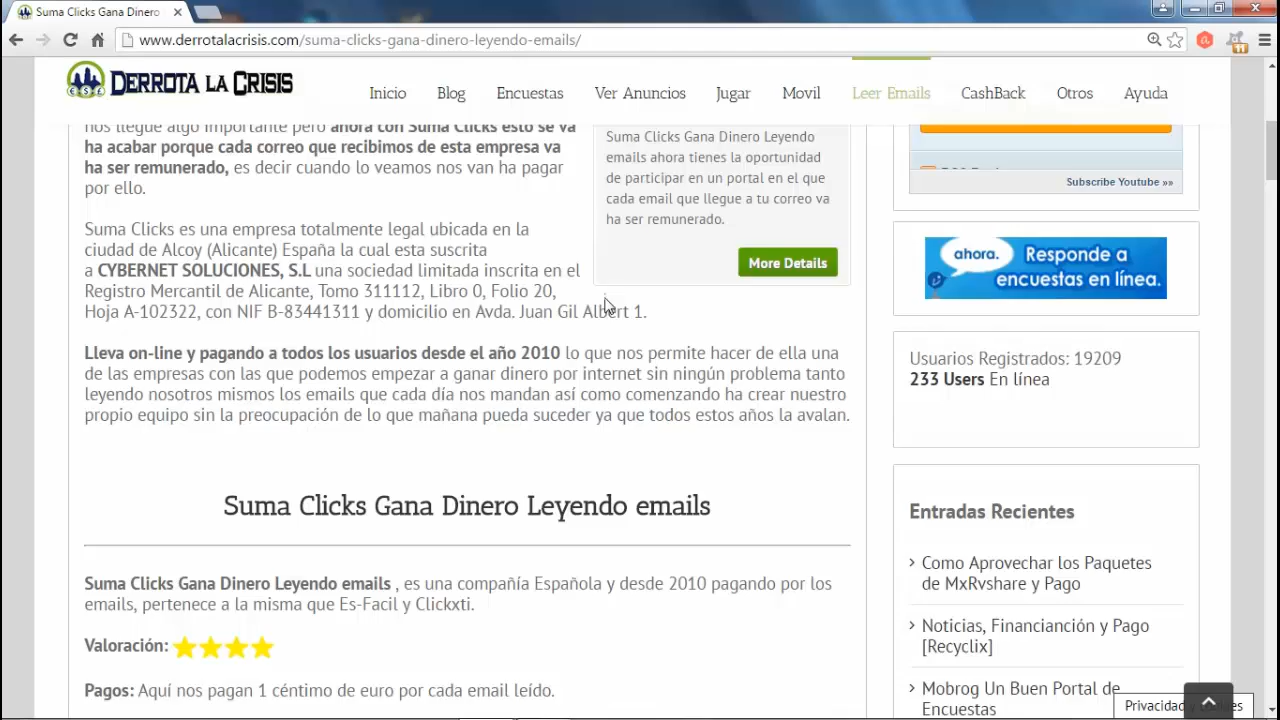 Suma Clicks Gana Dinero
www.derrotalacrisis.com/suma-clicks-gana-dinero-leyendo-emails/
11
DERROTA LA CRISIS
Inicio Blog Encuestas Ver Anuncios Jugar Movil Leer Emails CashBack Otros Ayuda
nos llegue algo importante pero ahora con Suma Clicks esto se va
ha acabar porque cada correo que recibimos de esta empresa va
ha ser remunerado, es decir cuando lo veamos nos van ha pagar
por ello.
Suma Clicks es una empresa totalmente legal ubicada en la
ciudad de Alcoy (Alicante) España la cual esta suscrita
a CYBERNET SOLUCIONES, S.L una sociedad limitada inscrita en el
Registro Mercantil de Alicante, Tomo 311112, Libro 0, Folio 20,
Hoja A-102322, con NIF B-83441311 y domicilio en Avda. Juan Gil Albert 1.
Lleva on-line y pagando a todos los usuarios desde el año 2010 lo que nos permite hacer de ella una
de las empresas con las que podemos empezar a ganar dinero por internet sin ningún problema tanto
leyendo nosotros mismos los emails que cada día nos mandan así como comenzando ha crear nuestro
propio equipo sin la preocupación de lo que mañana pueda suceder ya que todos estos años la avalan.
Suma Clicks Gana Dinero Leyendo
emails ahora tienes la oportunidad
de participar en un portal en el que
cada email que llegue a tu correo va
ha ser remunerado.
More Details
Suma Clicks Gana Dinero Leyendo emails
Suma Clicks Gana Dinero Leyendo emails , es una compañía Española y desde 2010 pagando por los
emails, pertenece a la misma que Es-Facil y Clickxti.
Valoración:
Pagos: Aquí nos pagan 1 céntimo de euro por cada email leído.
Subscribe Youtube »»
ahora.
Responde a
encuestas en línea.
Usuarios Registrados: 19209
233 Users En línea
Entradas Recientes
Como Aprovechar los Paquetes
de MxRvshare y Pago
Noticias, Financianción y Pago
[Recyclix]
Mobrog Un Buen Portal de
Encuestas